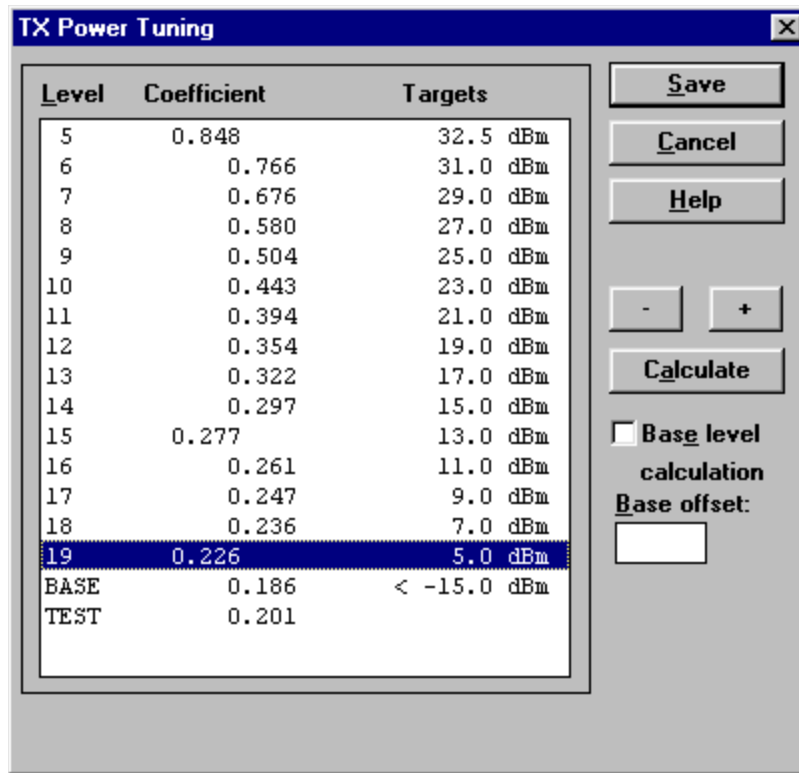 TX Power Tuning
Level Coefficient Targets
5 0.848 32.5 dBm
6 0.766 31.0 dBm
7 0.676 29.0 dBm
8 0.580 27.0 dBm
9 0.504 25.0 dBm
10 0.443 23.0 dBm
11 0.394 21.0 dBm
12 0.354 19.0 dBm
13 0.322 17.0 dBm
14 0.297 15.0 dBm
15 0.277 13.0 dBm
16 0.261 11.0 dBm
17 0.247 9.0 dBm
18 0.236 7.0 dBm
19 0.226 5.0 dBm
BASE 0.186 < -15.0 dBm
TEST 0.201
Save
Cancel
Help
- +
Calculate
Base level
calculation
Base offset: